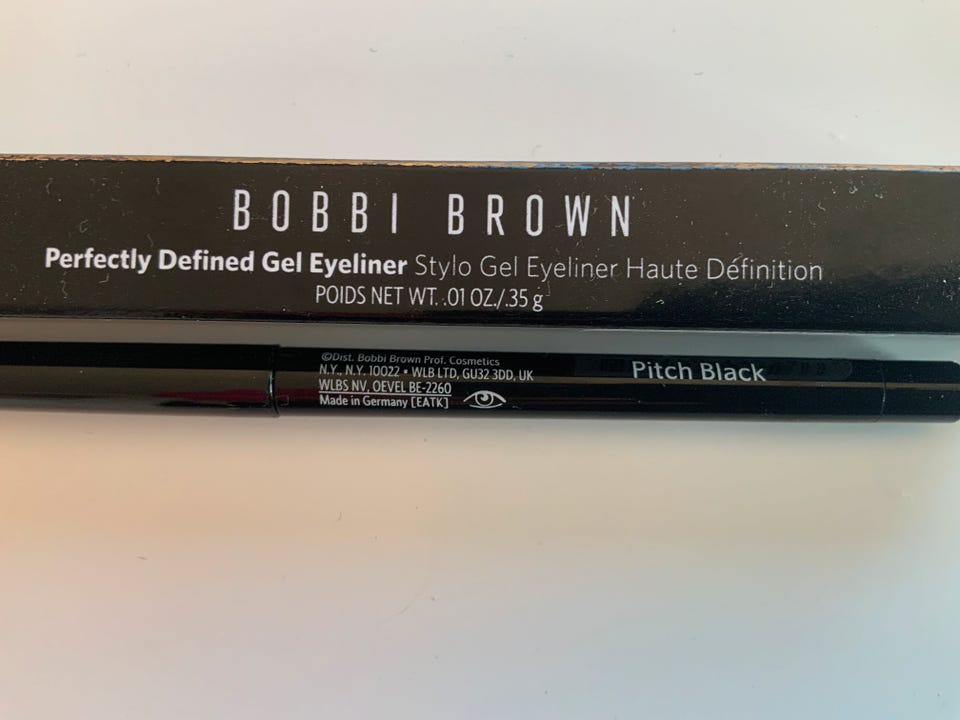 BOBBI BROWN
Perfectly Defined Gel Eyeliner Stylo Gel Eyeliner Haute Définition
POIDS NET WT. .01 OZ./.35 g
©Dist. Bobbi Brown Prof. Cosmetics
N.Y., N.Y. 10022 • WLB LTD, GU32 3DD, UK
WLBS NV, OEVEL BE-2260
Made in Germany [EATK]
Pitch Black